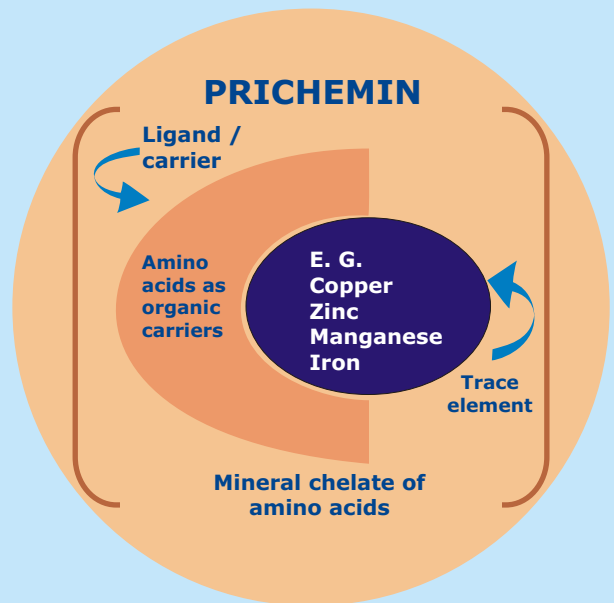 PRICHEMIN
Ligand /
carrier
Amino
acids as
organic
carriers
E. G.
Copper
Zinc
Manganese
Iron
Trace
element
Mineral chelate of
amino acids